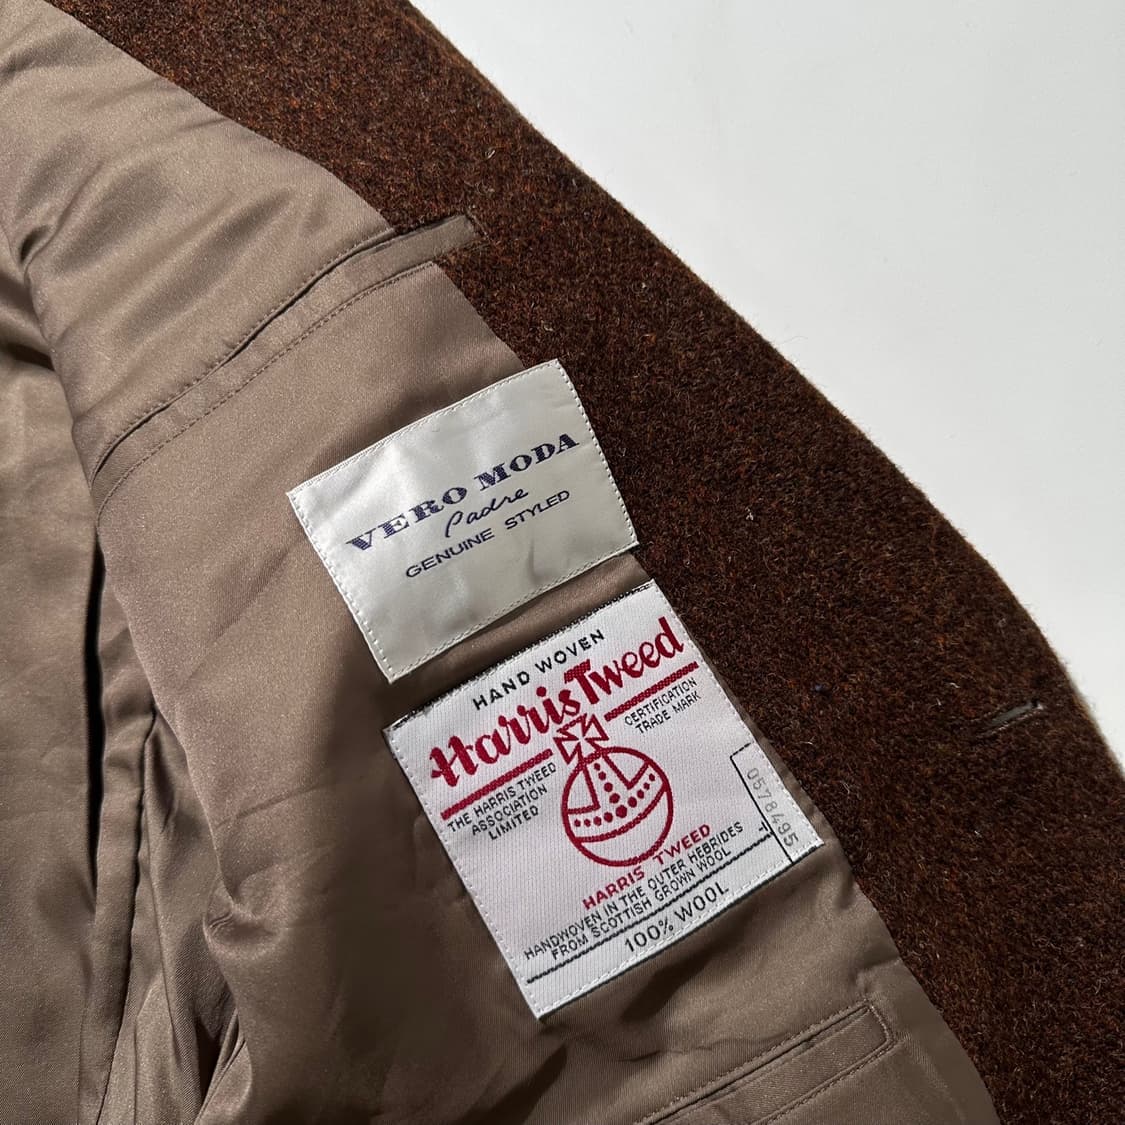 VERO MODA
Padre
GENUINE STYLED
HAND WOVEN
Harris Tweed
CERTIFICATION
TRADE MARK
THE HARRIS TWEED
ASSOCIATION
LIMITED
0578495
HARRIS TWEED
HANDWOVEN IN THE OUTER HEBRIDES
FROM SCOTTISH GROWN WOOL
100% WOOL